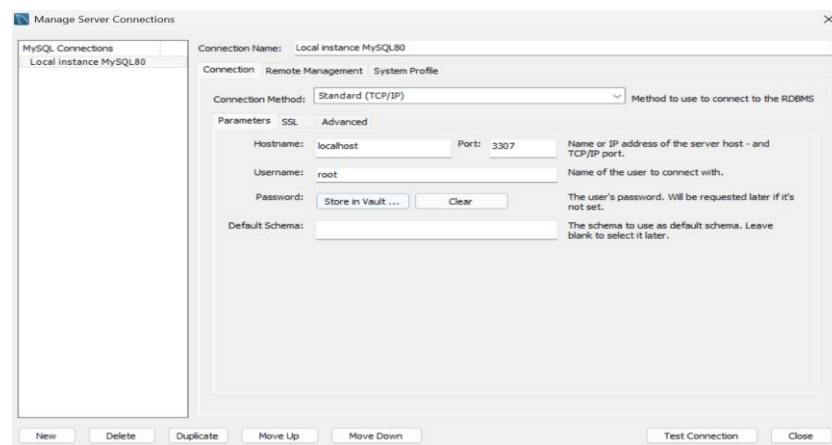 Manage Server Connections
MySQL Connections
Local instance MySQL80
Connection Name: Local instance MySQL80
Connection Remote Management System Profile
Connection Method: Standard (TCP/IP) Method to use to connect to the RDBMS
Parameters SSL Advanced
Hostname: localhost Port: 3307 Name or IP address of the server host - and
TCP/IP port.
Username: root Name of the user to connect with.
Password: Store in Vault ... Clear The user's password. Will be requested later if it's
not set.
Default Schema: The schema to use as default schema. Leave
blank to select it later.
New Delete Duplicate Move Up Move Down Test Connection Close